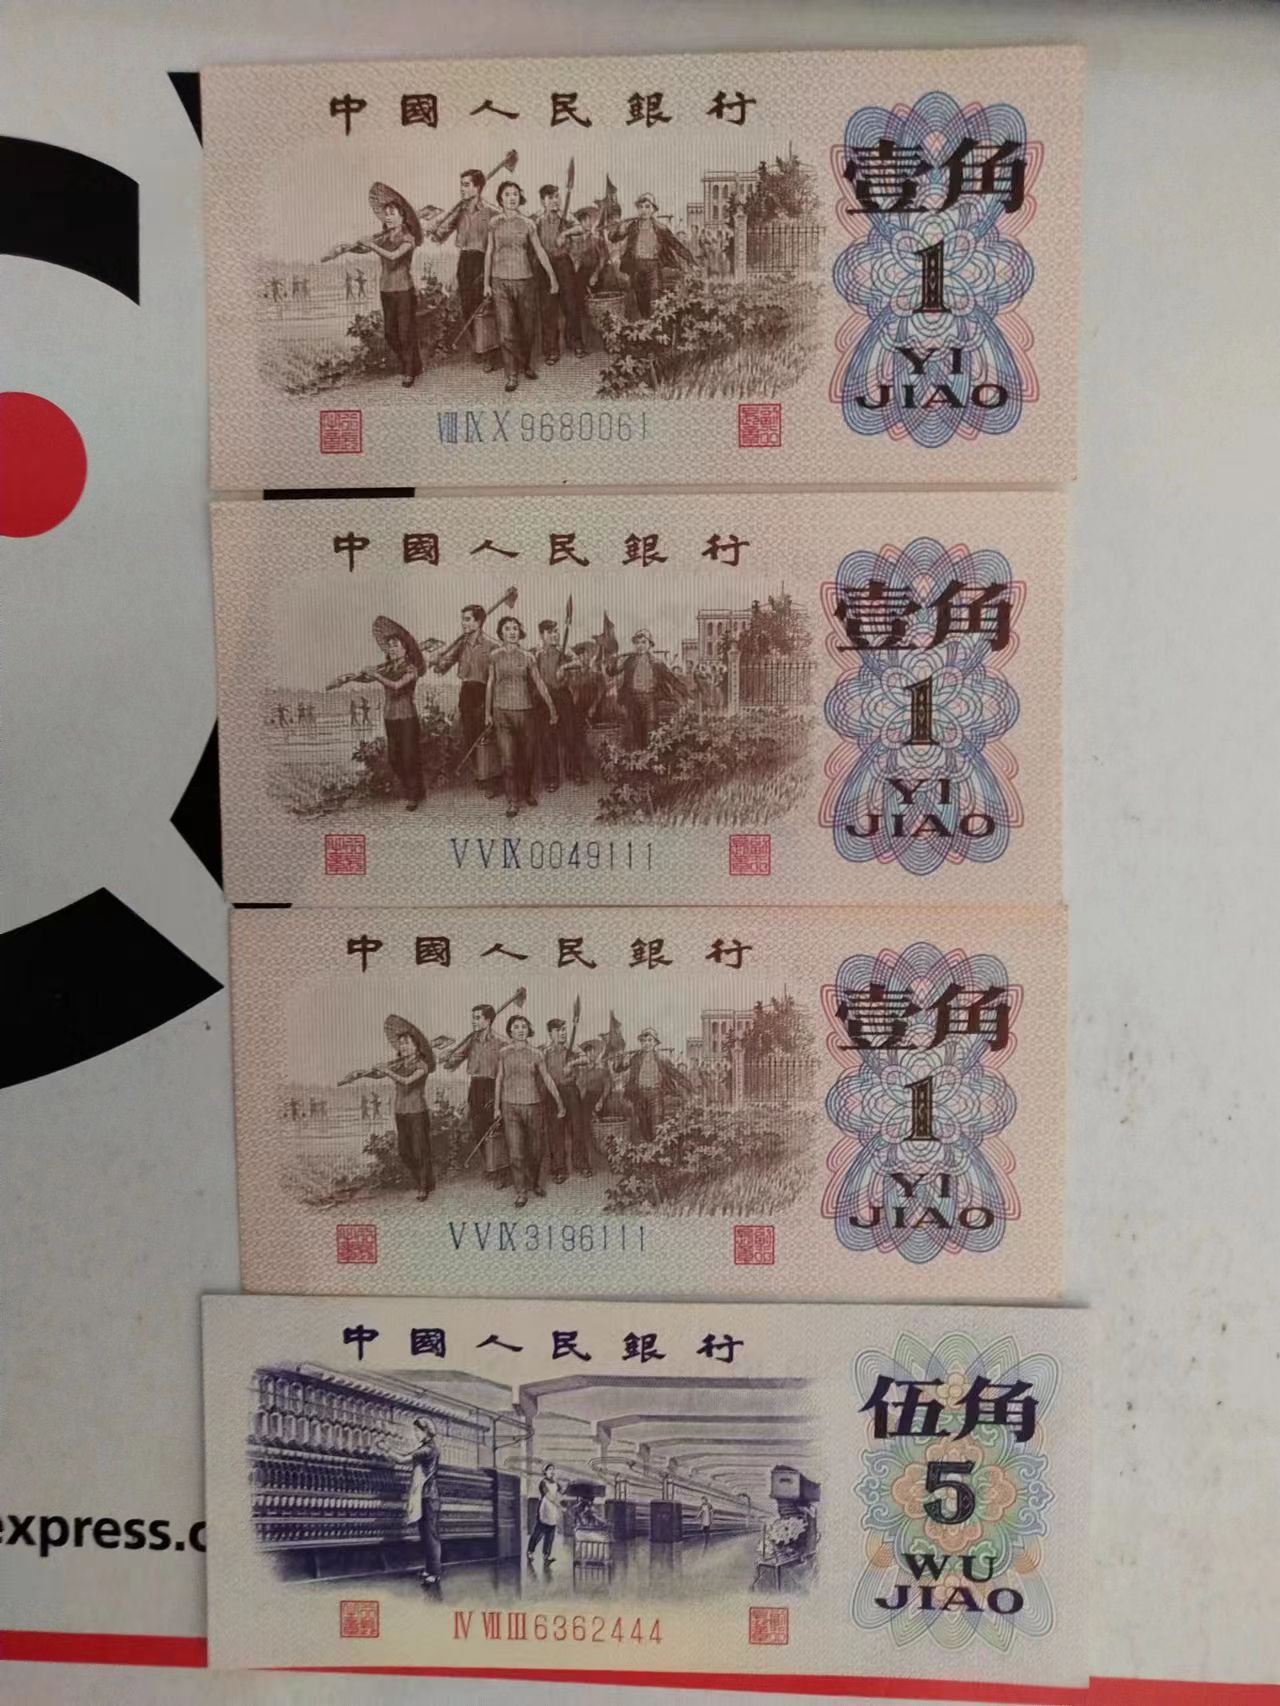 中國人民銀行
壹角
1
YI
JIAO
ⅧⅨⅩ9680061
中國人民銀行
壹角
1
YI
JIAO
ⅤⅤⅨ0049111
中國人民銀行
壹角
1
YI
JIAO
ⅤⅤⅨ3196111
中國人民銀行
伍角
5
WU
JIAO
ⅣⅦⅢ6362444
express.c